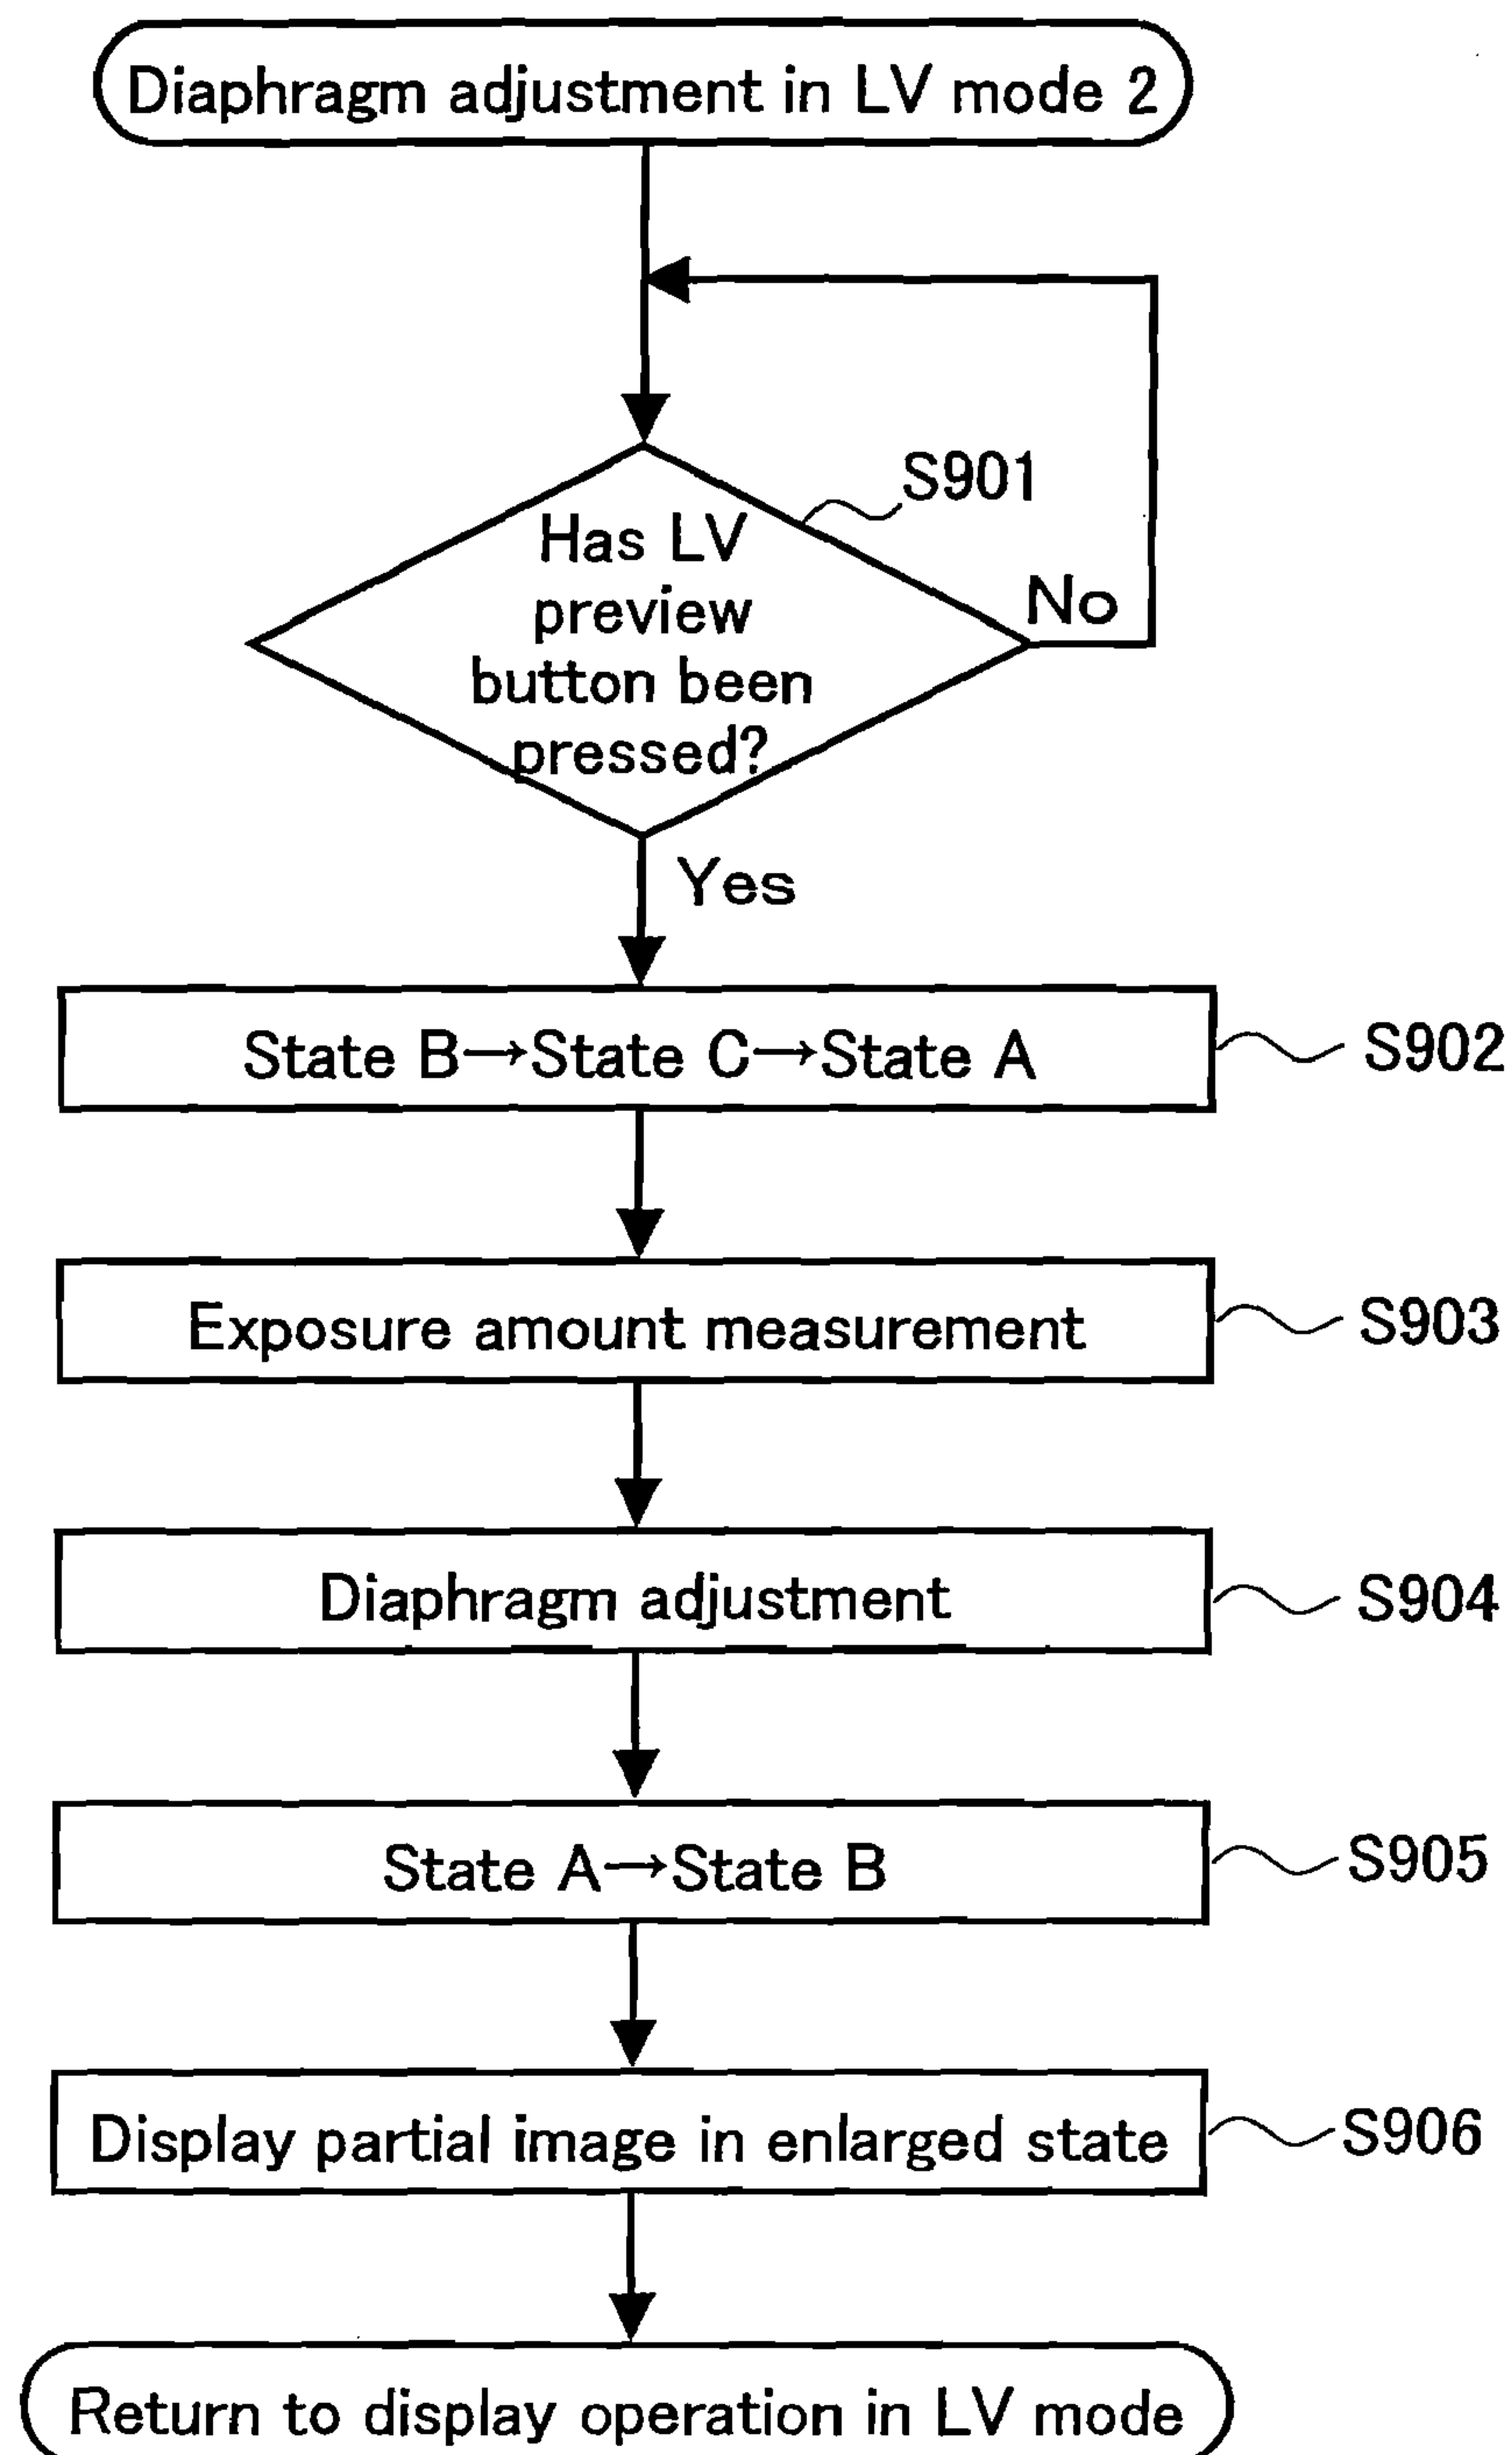 Diaphragm adjustment in LV mode 2
S901
Has LV
preview
button been
pressed?
No
Yes
State B→State C→State A
S902
Exposure amount measurement
S903
Diaphragm adjustment
S904
State A→State B
S905
Display partial image in enlarged state
S906
Return to display operation in LV mode